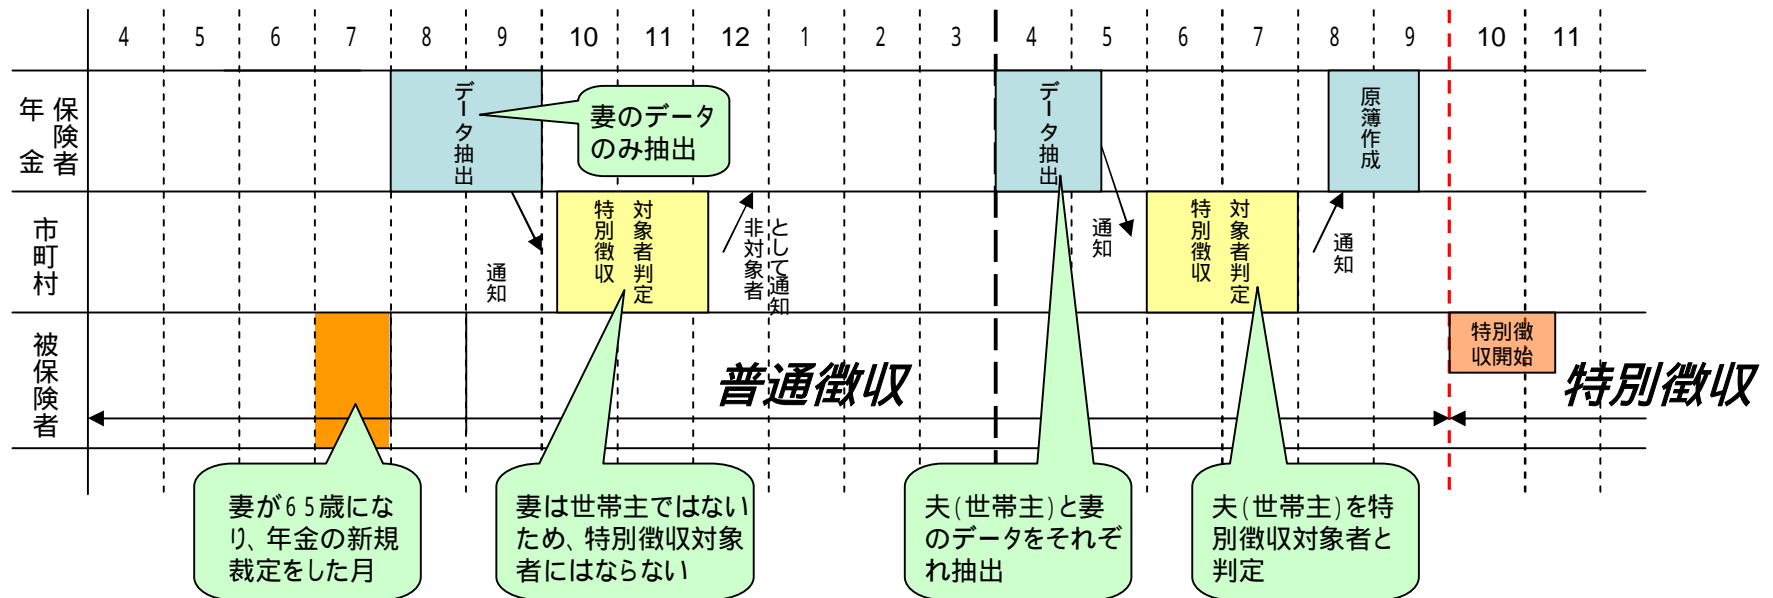 4 5 6 7 8 9 10 11 12 1 2 3 4 5 6 7 8 9 10 11
年金
保険者
データ抽出
妻のデータ
のみ抽出
データ抽出
原簿作成
市町村
通知
特別徴収
対象者判定
非対象者
として通知
通知
特別徴収
対象者判定
通知
被保険者
特別徴
収開始
普通徴収
特別徴収
妻が65歳にな
り、年金の新規
裁定をした月
妻は世帯主ではない
ため、特別徴収対象
者にはならない
夫(世帯主)と妻
のデータをそれぞ
れ抽出
夫(世帯主)を特
別徴収対象者と
判定